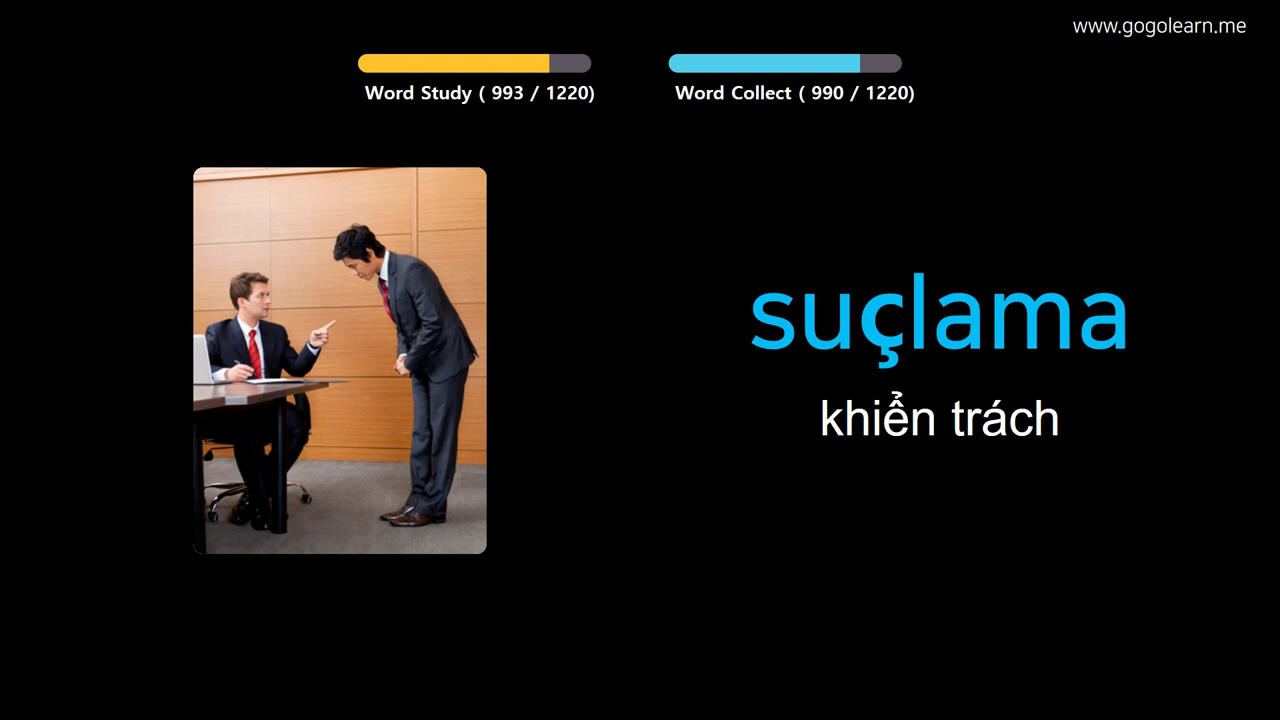 www.gogolearn.me
Word Study ( 993 / 1220)
Word Collect ( 990 / 1220)
suçlama
khiển trách